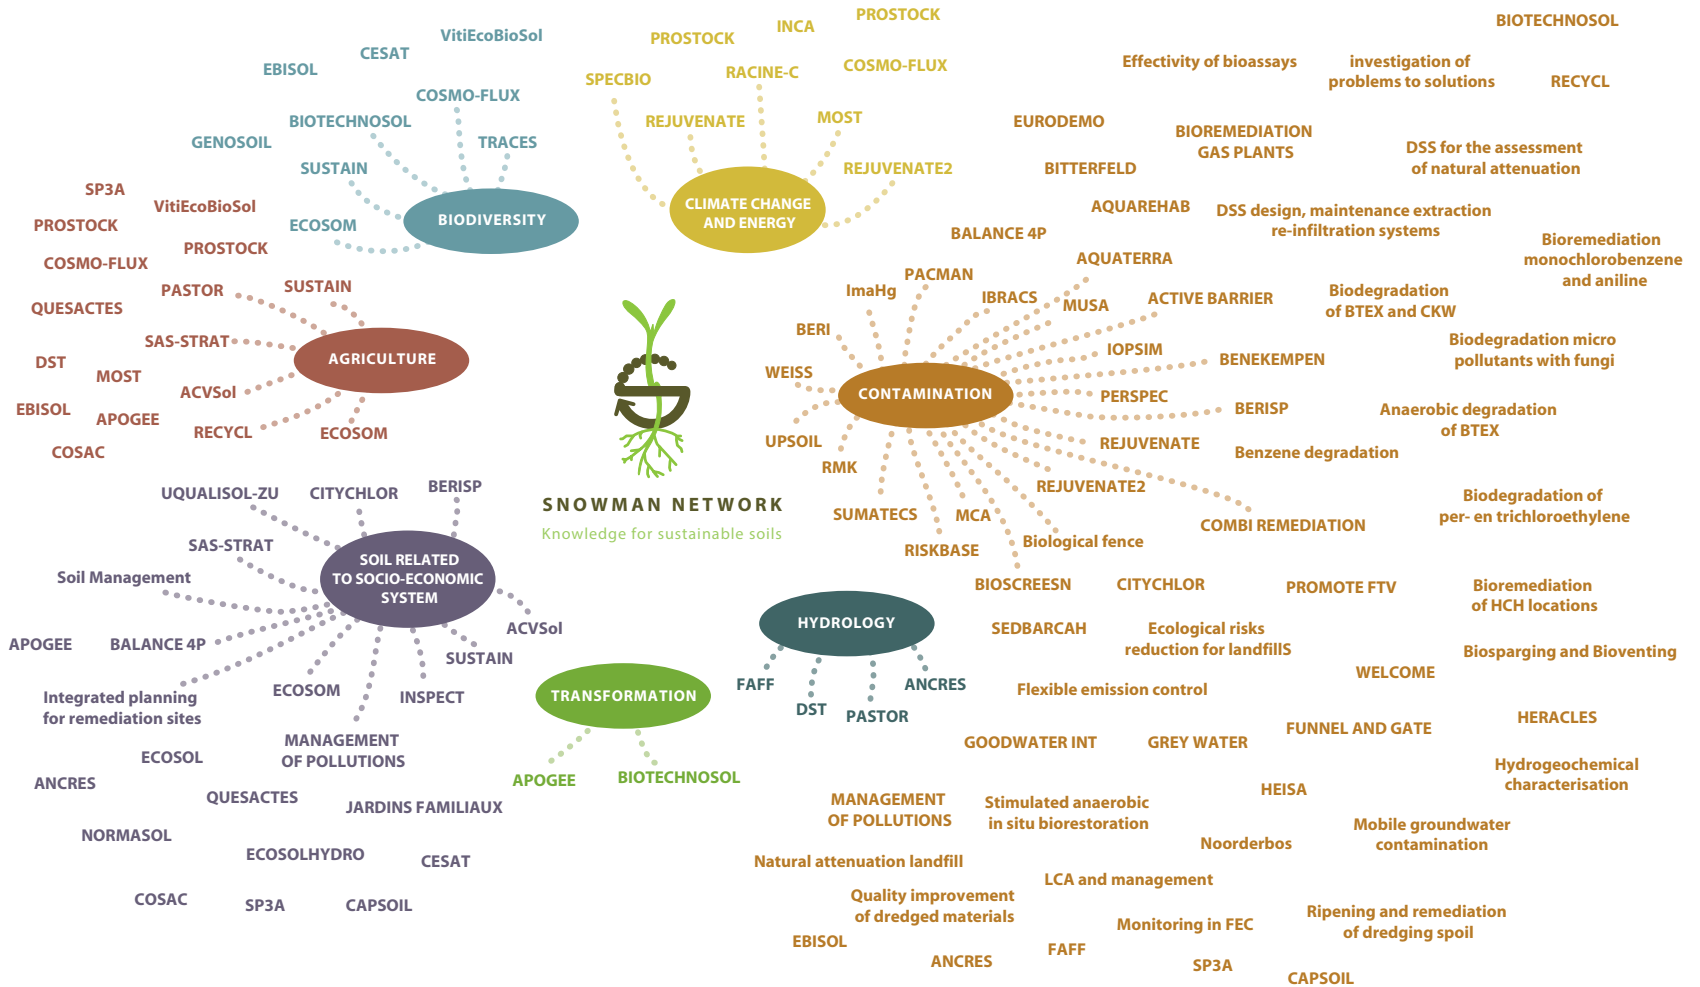 VitiEcoBioSol
CESAT
EBISOL
COSMO-FLUX
BIOTECHNOSOL
GENOSOIL
TRACES
SUSTAIN
ECOSOM
BIODIVERSITY
PROSTOCK
INCA
PROSTOCK
SPECBIO
RACINE-C
COSMO-FLUX
REJUVENATE
MOST
REJUVENATE2
CLIMATE CHANGE
AND ENERGY
SP3A
VitiEcoBioSol
PROSTOCK
PROSTOCK
COSMO-FLUX
PASTOR
SUSTAIN
QUESACTES
SAS-STRAT
AGRICULTURE
DST
MOST
ACVSol
EBISOL
APOGEE
RECYCL
ECOSOM
COSAC
SNOWMAN NETWORK
Knowledge for sustainable soils
BIOTECHNOSOL
Effectivity of bioassays
investigation of
problems to solutions
RECYCL
EURODEMO
BIOREMEDIATION
GAS PLANTS
DSS for the assessment
of natural attenuation
BITTERFELD
AQUAREHAB
DSS design, maintenance extraction
re-infiltration systems
BALANCE 4P
Bioremediation
monochlorobenzene
and aniline
AQUATERRA
PACMAN
ImaHg
IBRACS
MUSA
ACTIVE BARRIER
Biodegradation
of BTEX and CKW
BERI
IOPSIM
BENEKEMPEN
Biodegradation micro
pollutants with fungi
WEISS
CONTAMINATION
PERSPEC
BERISP
Anaerobic degradation
of BTEX
UPSOIL
REJUVENATE
Benzene degradation
RMK
REJUVENATE2
SUMATECS
MCA
COMBI REMEDIATION
Biodegradation of
per- en trichloroethylene
RISKBASE
Biological fence
BIOSCREESN
CITYCHLOR
PROMOTE FTV
Bioremediation
of HCH locations
SEDBARCAH
Ecological risks
reduction for landfillS
Biosparging and Bioventing
WELCOME
Flexible emission control
HERACLES
FUNNEL AND GATE
GOODWATER INT
GREY WATER
Hydrogeochemical
characterisation
HEISA
MANAGEMENT
OF POLLUTIONS
Stimulated anaerobic
in situ biorestoration
Mobile groundwater
contamination
Noorderbos
Natural attenuation landfill
LCA and management
Quality improvement
of dredged materials
Ripening and remediation
of dredging spoil
Monitoring in FEC
EBISOL
FAFF
ANCRES
SP3A
CAPSOIL
UQUALISOL-ZU
CITYCHLOR
BERISP
SAS-STRAT
SOIL RELATED
TO SOCIO-ECONOMIC
SYSTEM
Soil Management
ACVSol
APOGEE
BALANCE 4P
SUSTAIN
Integrated planning
for remediation sites
ECOSOM
INSPECT
MANAGEMENT
OF POLLUTIONS
ECOSOL
ANCRES
QUESACTES
JARDINS FAMILIAUX
NORMASOL
ECOSOLHYDRO
CESAT
COSAC
SP3A
CAPSOIL
HYDROLOGY
FAFF
DST
PASTOR
ANCRES
TRANSFORMATION
APOGEE
BIOTECHNOSOL